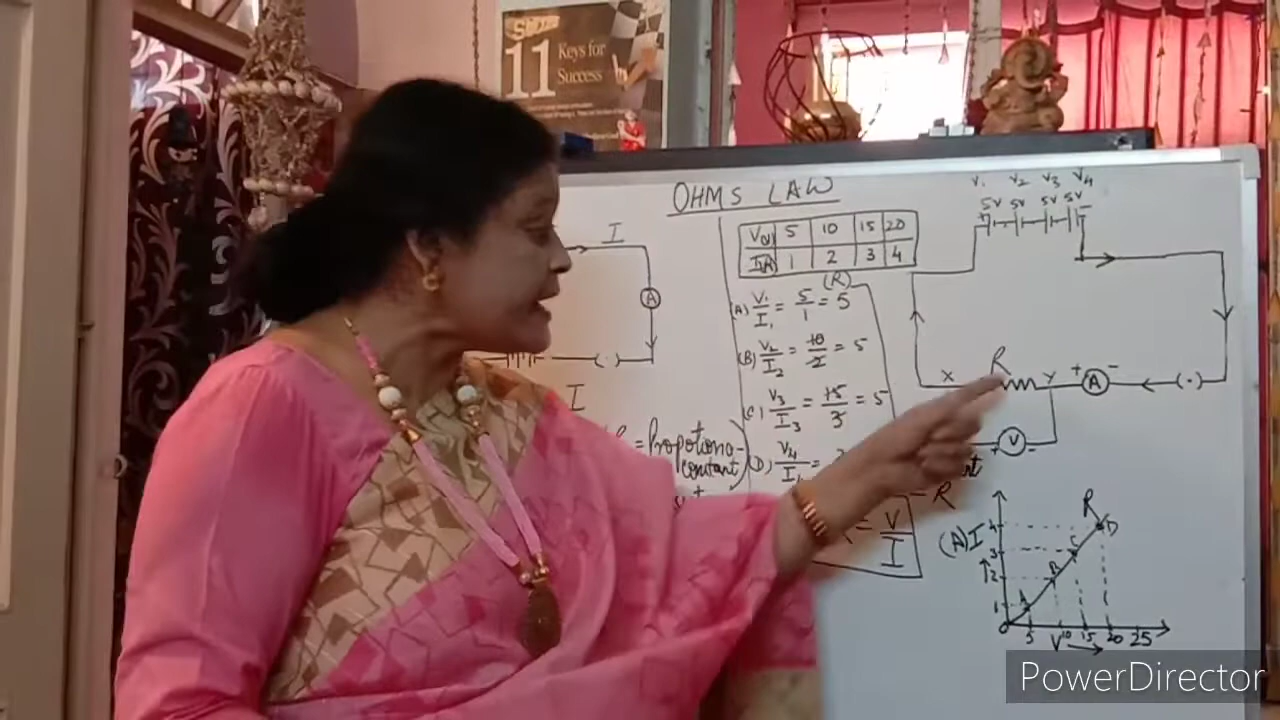 11
Keys for
Success
OHMS LAW
I
A
I
= Propotiona-
constant
V(V) 5 10 15 20
I(A) 1 2 3 4
(R)
(A) V₁/I₁ = 5/1 = 5
(B) V₂/I₂ = 10/2 = 5
(C) V₃/I₃ = 15/3 = 5
(D) V₄/I₄ =
= V/I
R
V₁ V₂ V₃ V₄
5V 5V 5V 5V
X R Y + A -
+ V -
(A) I
4
3
2
1
A B C D
R
0 5 10 15 20 25
V
PowerDirector